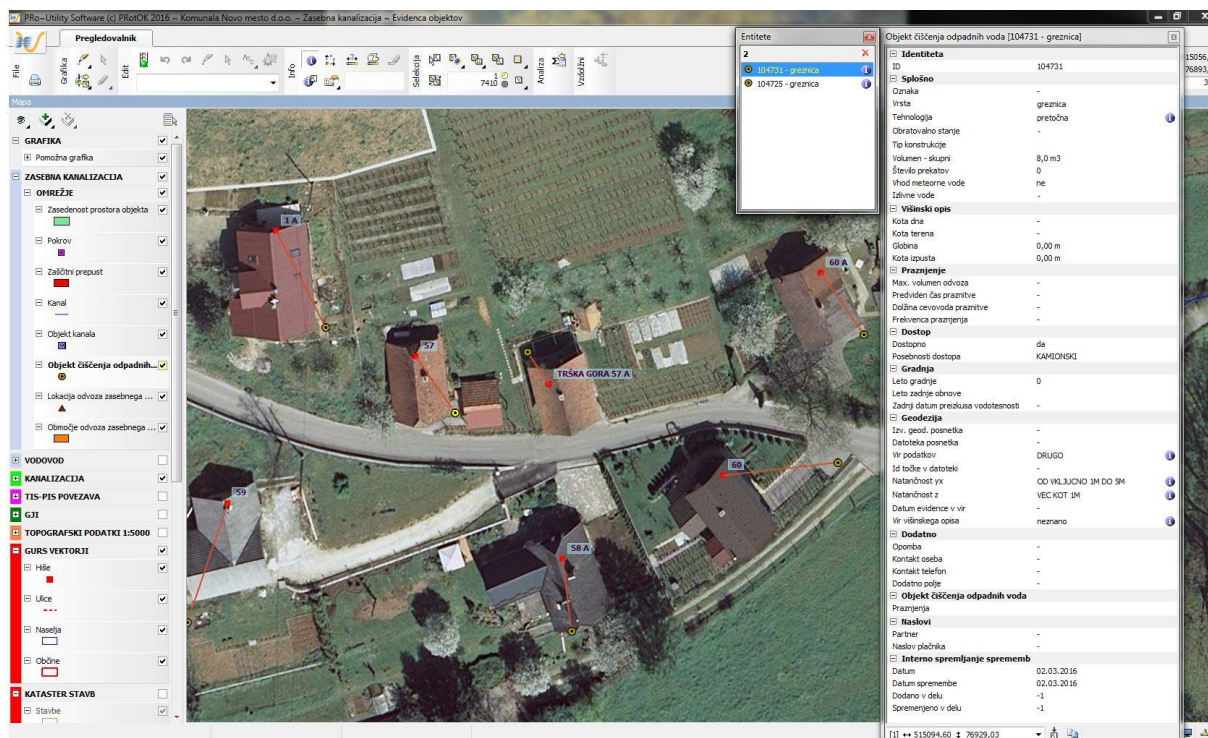 PRo~Utility Software (c) PRotOK 2016 ~ Komunala Novo mesto d.o.o. ~ Zasebna kanalizacija ~ Evidenca objektov
Pregledovalnik
File
Grafika
Edit
Info
Selekcija
1
7410
Analiza
Vzdolžni
Mapa
GRAFIKA
Pomožna grafika
ZASEBNA KANALIZACIJA
OMREŽJE
Zasedenost prostora objekta
Pokrov
Zaščitni prepust
Kanal
Objekt kanala
Objekt čiščenja odpadnih...
Lokacija odvoza zasebnega ...
Območje odvoza zasebnega ...
VODOVOD
KANALIZACIJA
TIS-PIS POVEZAVA
GJI
TOPOGRAFSKI PODATKI 1:5000
GURS VEKTORJI
Hiše
Ulice
Naselja
Občine
KATASTER STAVB
Stavbe
1 A
60 A
57
TRŠKA GORA 57 A
60
59
58 A
Entitete
2
104731 - greznica
104725 - greznica
Objekt čiščenja odpadnih voda [104731 - greznica]
Identiteta
ID 104731
Splošno
Oznaka -
Vrsta greznica
Tehnologija pretočna
Obratovalno stanje -
Tip konstrukcije
Volumen - skupni 8,0 m3
Število prekatov 0
Vhod meteorne vode ne
Izlivne vode -
Višinski opis
Kota dna -
Kota terena -
Globina 0,00 m
Kota izpusta 0,00 m
Praznjenje
Max. volumen odvoza -
Predviden čas praznitve -
Dolžina cevovoda praznitve -
Frekvenca praznjenja -
Dostop
Dostopno da
Posebnosti dostopa KAMIONSKI
Gradnja
Leto gradnje 0
Leto zadnje obnove
Zadnji datum preizkusa vodotesnosti -
Geodezija
Izv. geod. posnetka -
Datoteka posnetka -
Vir podatkov DRUGO
Id točke v datoteki -
Natančnost yx OD VKLJUCNO 1M DO 5M
Natančnost z VEC KOT 1M
Datum evidence v vir -
Vir višinskega opisa neznano
Dodatno
Opomba -
Kontakt oseba -
Kontakt telefon -
Dodatno polje -
Objekt čiščenja odpadnih voda
Praznjenja
Naslovi
Partner -
Naslov plačnika -
Interno spremljanje sprememb
Datum 02.03.2016
Datum spremembe 02.03.2016
Dodano v delu -1
Spremenjeno v delu -1
[1] ↔ 515094,60 ↕ 76929,03